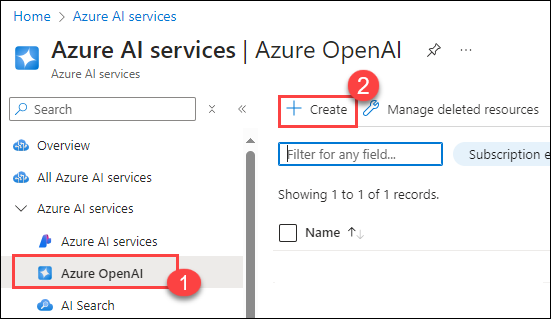 Home > Azure AI services
Azure AI services | Azure OpenAI ...
Azure AI services
Search
«
2
+ Create
Manage deleted resources
Overview
All Azure AI services
Azure AI services
Azure AI services
Azure OpenAI
1
AI Search
Filter for any field...
Subscription e
Showing 1 to 1 of 1 records.
Name ↑↓